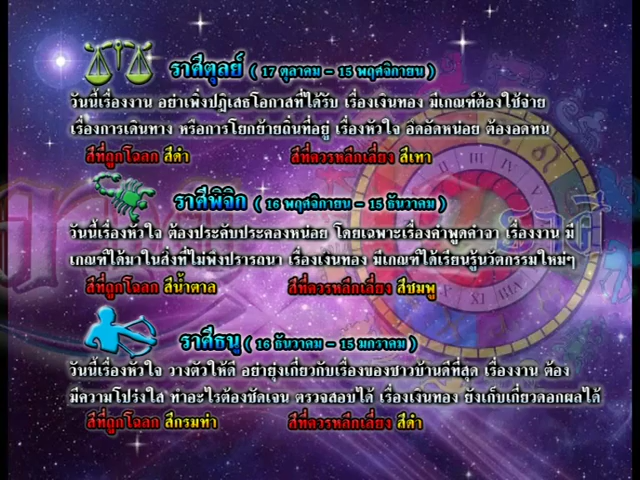 ราศีตุลย์ ( 17 ตุลาคม - 15 พฤศจิกายน )
วันนี้เรื่องงาน อย่าเพิ่งปฏิเสธโอกาสที่ได้รับ เรื่องเงินทอง มีเกณฑ์ต้องใช้จ่าย
เรื่องการเดินทาง หรือการโยกย้ายถิ่นที่อยู่ เรื่องหัวใจ อึดอัดหน่อย ต้องอดทน
สีที่ถูกโฉลก สีดำ สีที่ควรหลีกเลี่ยง สีเทา
ราศีพิจิก ( 16 พฤศจิกายน - 15 ธันวาคม )
วันนี้เรื่องหัวใจ ต้องประคับประคองหน่อย โดยเฉพาะเรื่องคำพูดคำจา เรื่องงาน มี
เกณฑ์ได้มาในสิ่งที่ไม่พึงปรารถนา เรื่องเงินทอง มีเกณฑ์ได้เรียนรู้นวัตกรรมใหม่ๆ
สีที่ถูกโฉลก สีน้ำตาล สีที่ควรหลีกเลี่ยง สีชมพู
ราศีธนู ( 16 ธันวาคม - 15 มกราคม )
วันนี้เรื่องหัวใจ วางตัวให้ดี อย่ายุ่งเกี่ยวกับเรื่องของชาวบ้านดีที่สุด เรื่องงาน ต้อง
มีความโปร่งใส ทำอะไรต้องชัดเจน ตรวจสอบได้ เรื่องเงินทอง ยังเก็บเกี่ยวดอกผลได้
สีที่ถูกโฉลก สีกรมท่า สีที่ควรหลีกเลี่ยง สีดำ